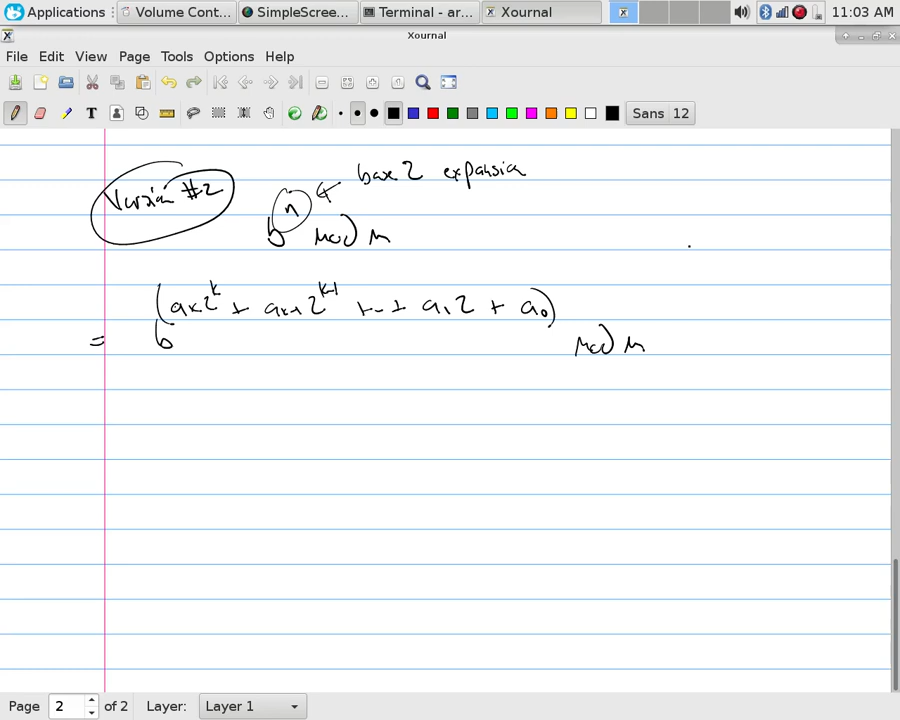 Applications Volume Cont... SimpleScree... Terminal - ar... Xournal 11:03 AM
Xournal
File Edit View Page Tools Options Help
Sans 12
Version #2
base 2 expansion
b^n mod m
= b^(a_k 2^k + a_{k-1} 2^{k-1} + -- + a_1 2 + a_0) mod m
Page 2 of 2 Layer: Layer 1